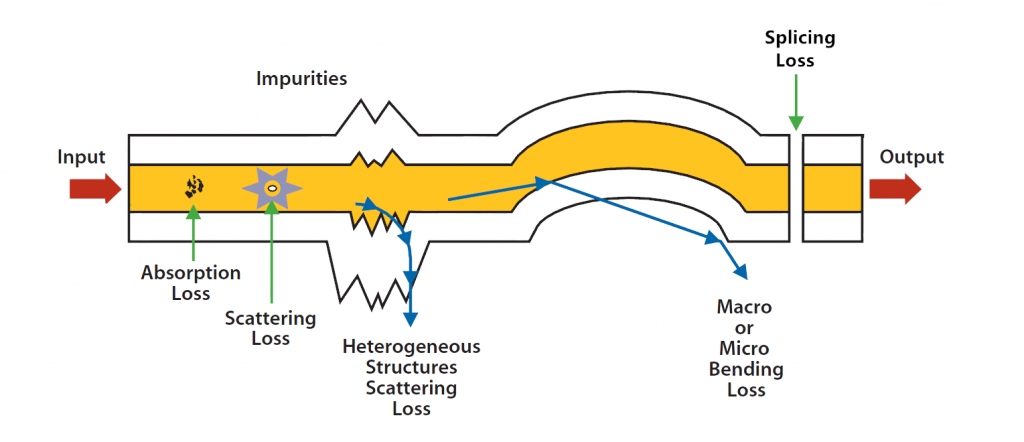 Splicing
Loss
Impurities
Input
Output
Absorption
Loss
Scattering
Loss
Heterogeneous
Structures
Scattering
Loss
Macro
or
Micro
Bending
Loss